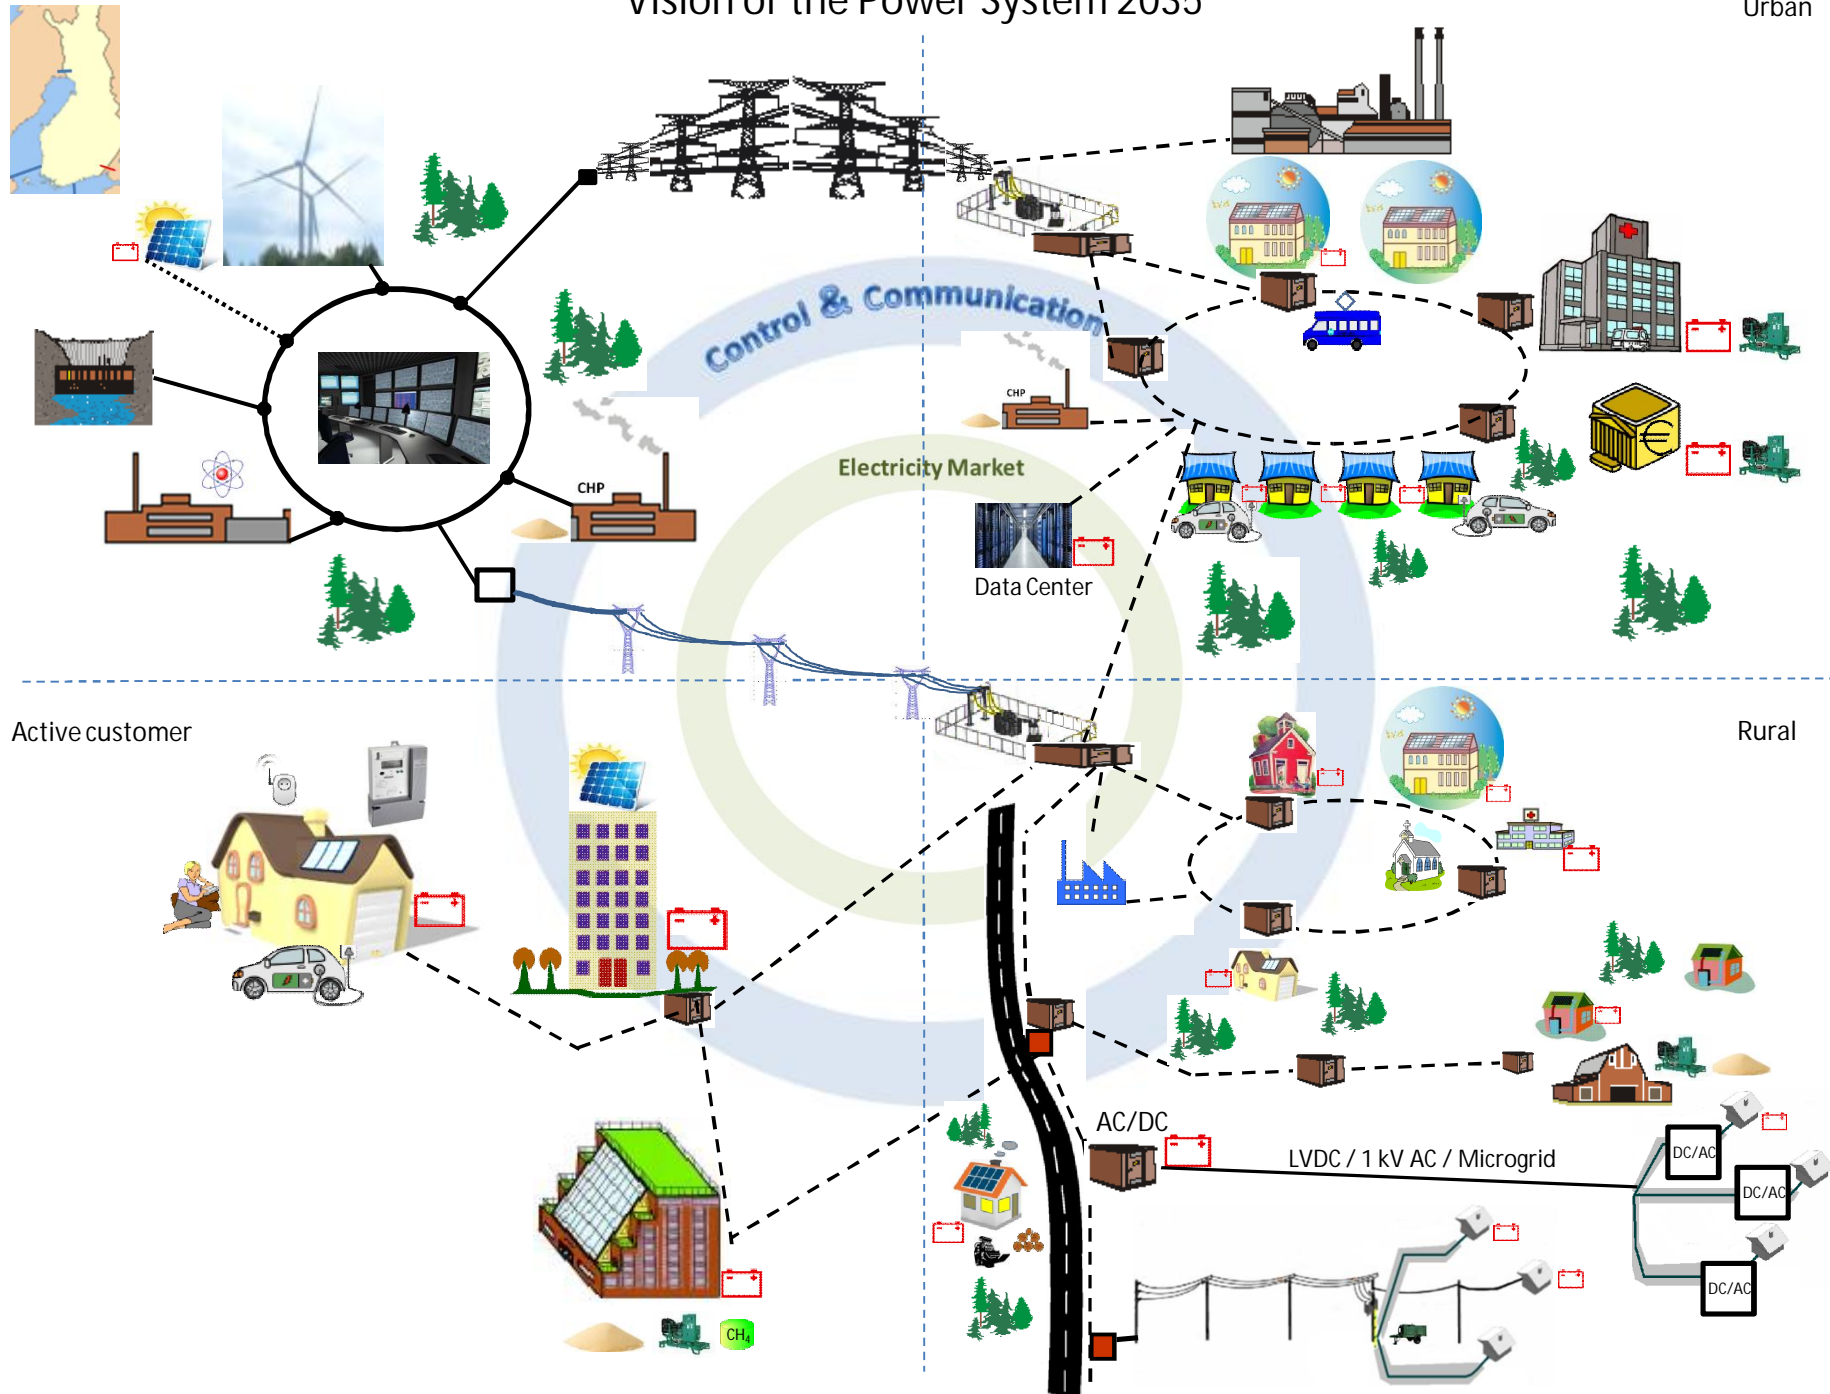 Vision of the Power System 2035
Urban
Control & Communication
CHP
Electricity Market
€
CHP
Data Center
Active customer
Rural
AC/DC
LVDC / 1 kV AC / Microgrid
DC/AC
DC/AC
DC/AC
CH4